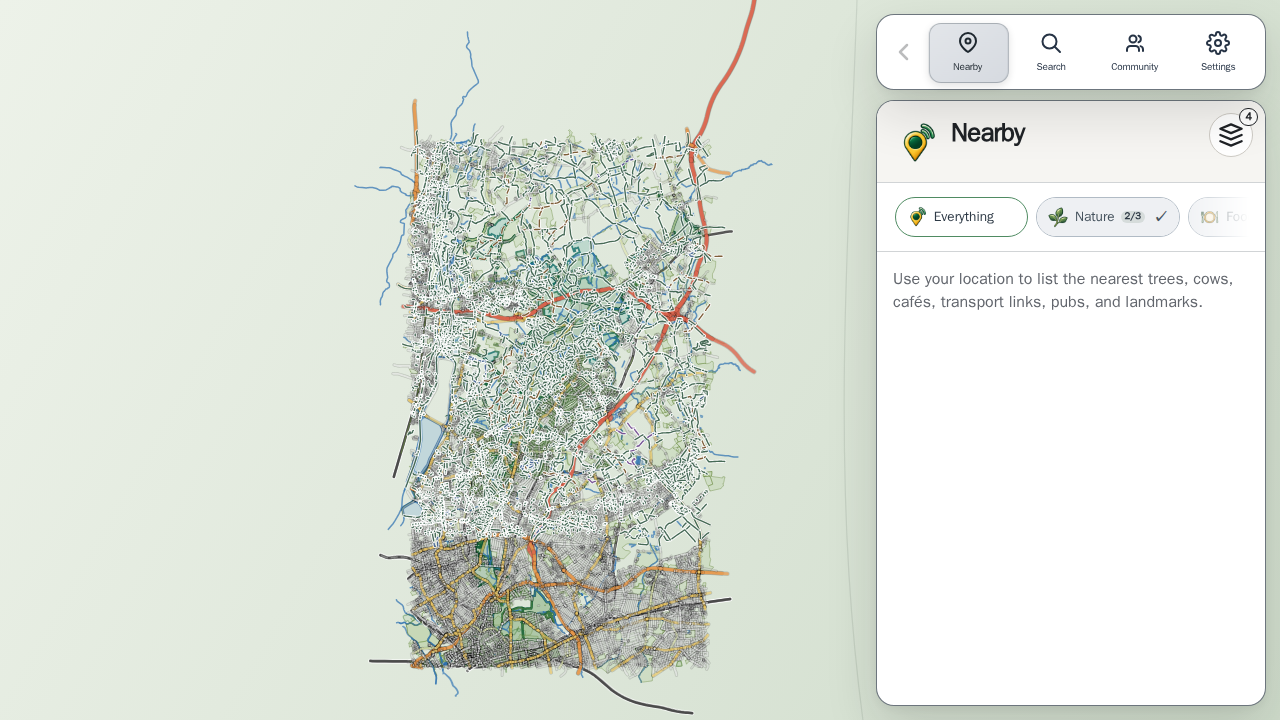 Nearby
Search
Community
Settings
Nearby
4
Everything
Nature 2/3
Use your location to list the nearest trees, cows,
cafés, transport links, pubs, and landmarks.